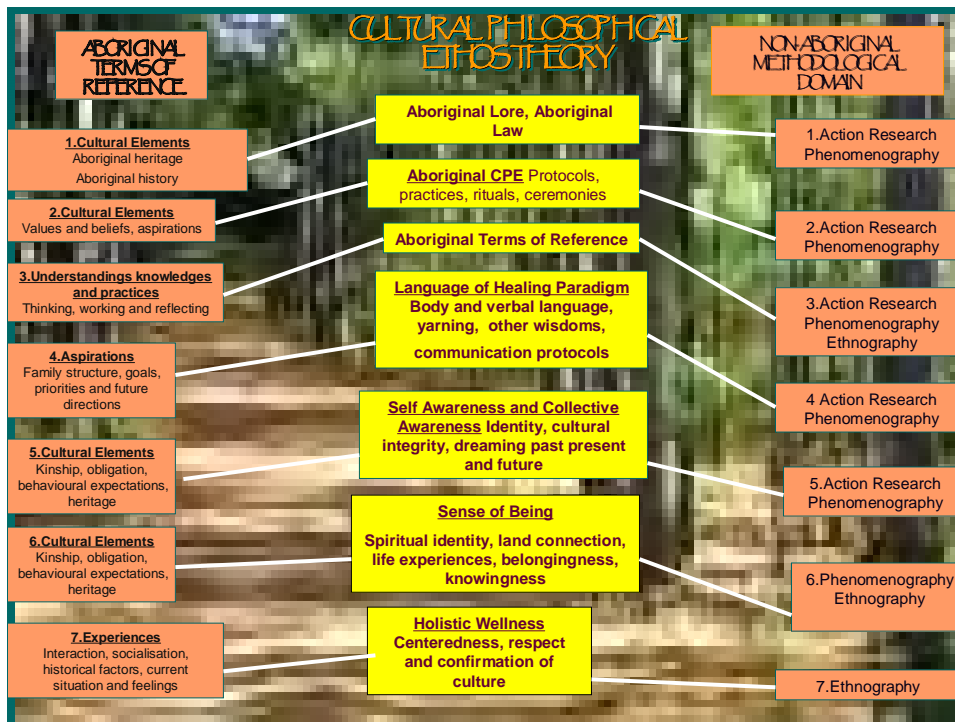 ABORIGINAL
TERMS OF
REFERENCE
CULTURAL PHILOSOPHICAL
ETHOS THEORY
NON-ABORIGINAL
METHODOLOGICAL
DOMAIN
1.Cultural Elements
Aboriginal heritage
Aboriginal history
2.Cultural Elements
Values and beliefs, aspirations
3.Understandings knowledges
and practices
Thinking, working and reflecting
4.Aspirations
Family structure, goals,
priorities and future
directions
5.Cultural Elements
Kinship, obligation,
behavioural expectations,
heritage
6.Cultural Elements
Kinship, obligation,
behavioural expectations,
heritage
7.Experiences
Interaction, socialisation,
historical factors, current
situation and feelings
Aboriginal Lore, Aboriginal
Law
Aboriginal CPE Protocols,
practices, rituals, ceremonies
Aboriginal Terms of Reference
Language of Healing Paradigm
Body and verbal language,
yarning, other wisdoms,
communication protocols
Self Awareness and Collective
Awareness Identity, cultural
integrity, dreaming past present
and future
Sense of Being
Spiritual identity, land connection,
life experiences, belongingness,
knowingness
Holistic Wellness
Centeredness, respect
and confirmation of
culture
1.Action Research
Phenomenography
2.Action Research
Phenomenography
3.Action Research
Phenomenography
Ethnography
4 Action Research
Phenomenography
5.Action Research
Phenomenography
6.Phenomenography
Ethnography
7.Ethnography